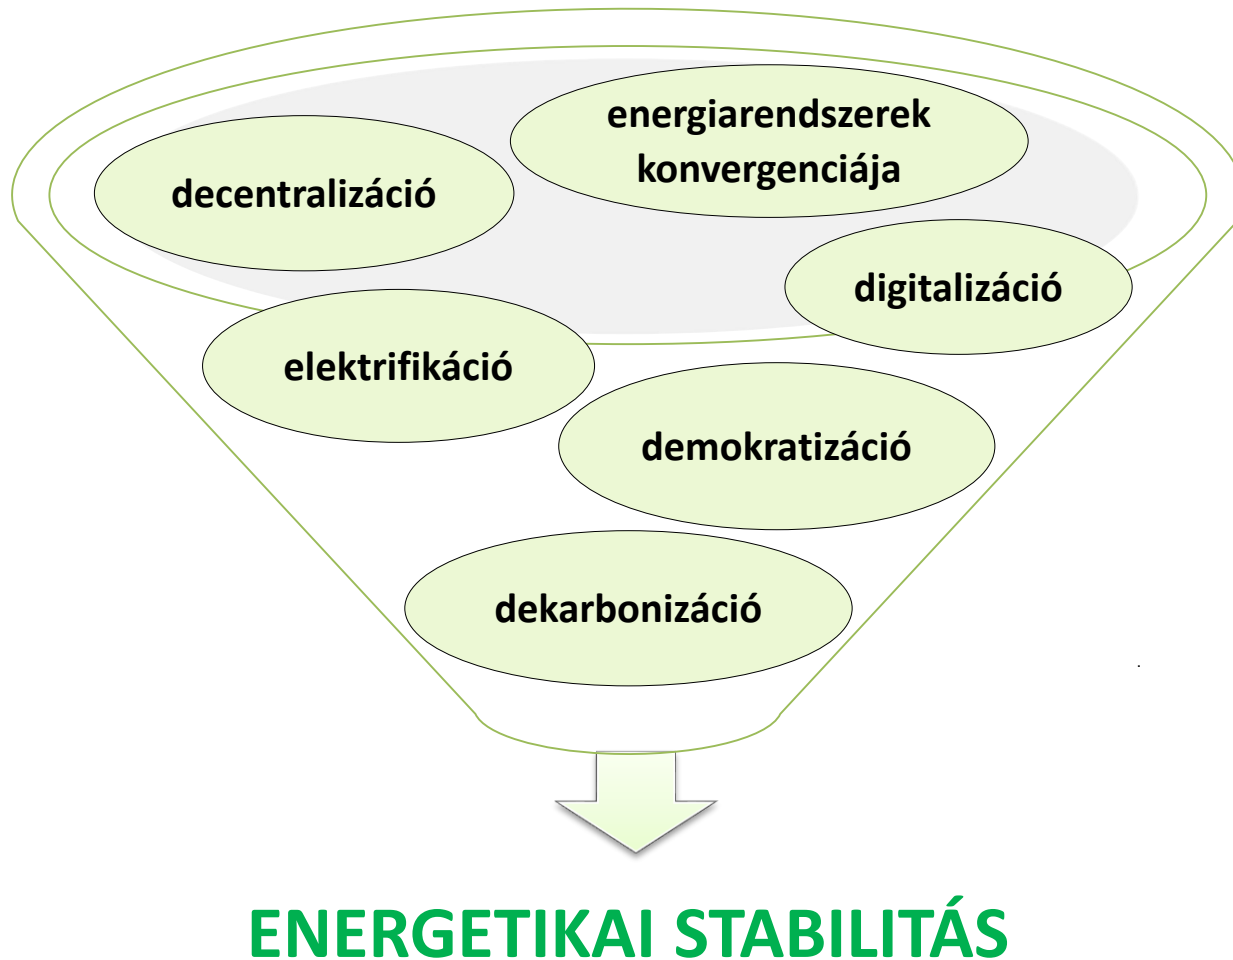 energiarendszerek
konvergenciája
decentralizáció
digitalizáció
elektrifikáció
demokratizáció
dekarbonizáció
.
ENERGETIKAI STABILITÁS